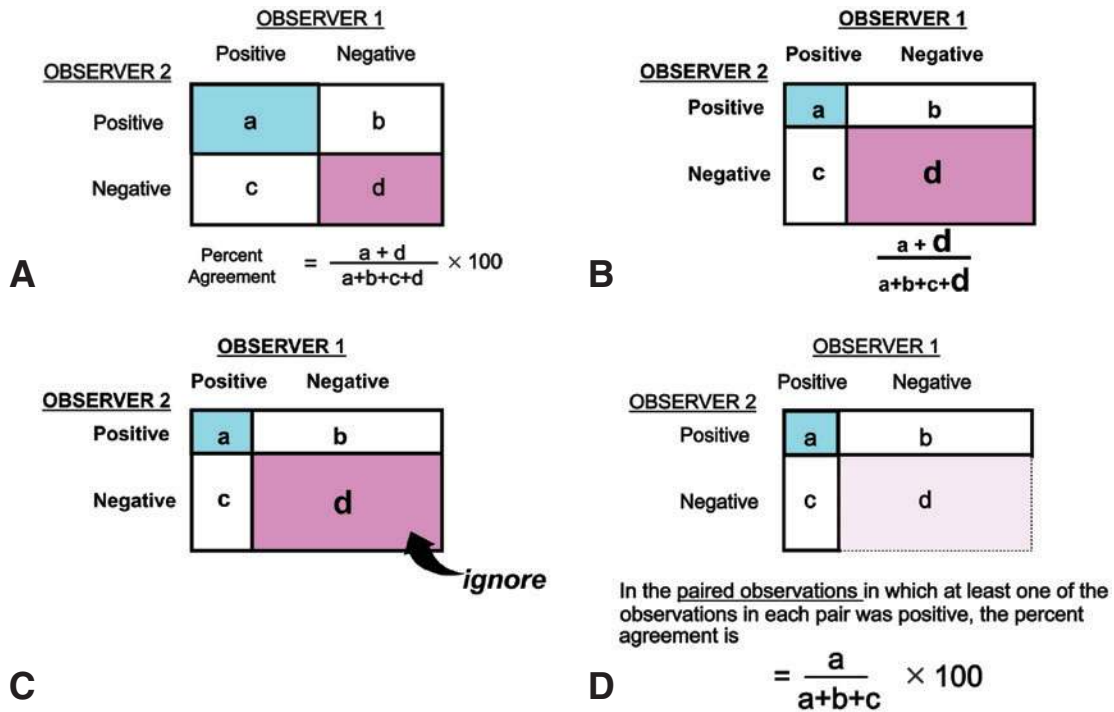 OBSERVER 1
Positive Negative
OBSERVER 2
Positive a b
Negative c d
Percent Agreement = a + d / a+b+c+d × 100
A
OBSERVER 1
Positive Negative
OBSERVER 2
Positive a b
Negative c d
a + d
a+b+c+d
B
OBSERVER 1
Positive Negative
OBSERVER 2
Positive a b
Negative c d
ignore
C
OBSERVER 1
Positive Negative
OBSERVER 2
Positive a b
Negative c d
In the paired observations in which at least one of the
observations in each pair was positive, the percent
agreement is
= a / a+b+c × 100
D